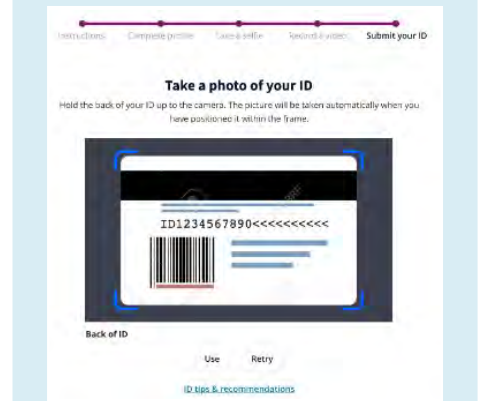 Instructions Complete profile Take a selfie Record a video Submit your ID
Take a photo of your ID
Hold the back of your ID up to the camera. The picture will be taken automatically when you
have positioned it within the frame.
ID1234567890<<<<<<<<<<
Back of ID
Use Retry
ID tips & recommendations